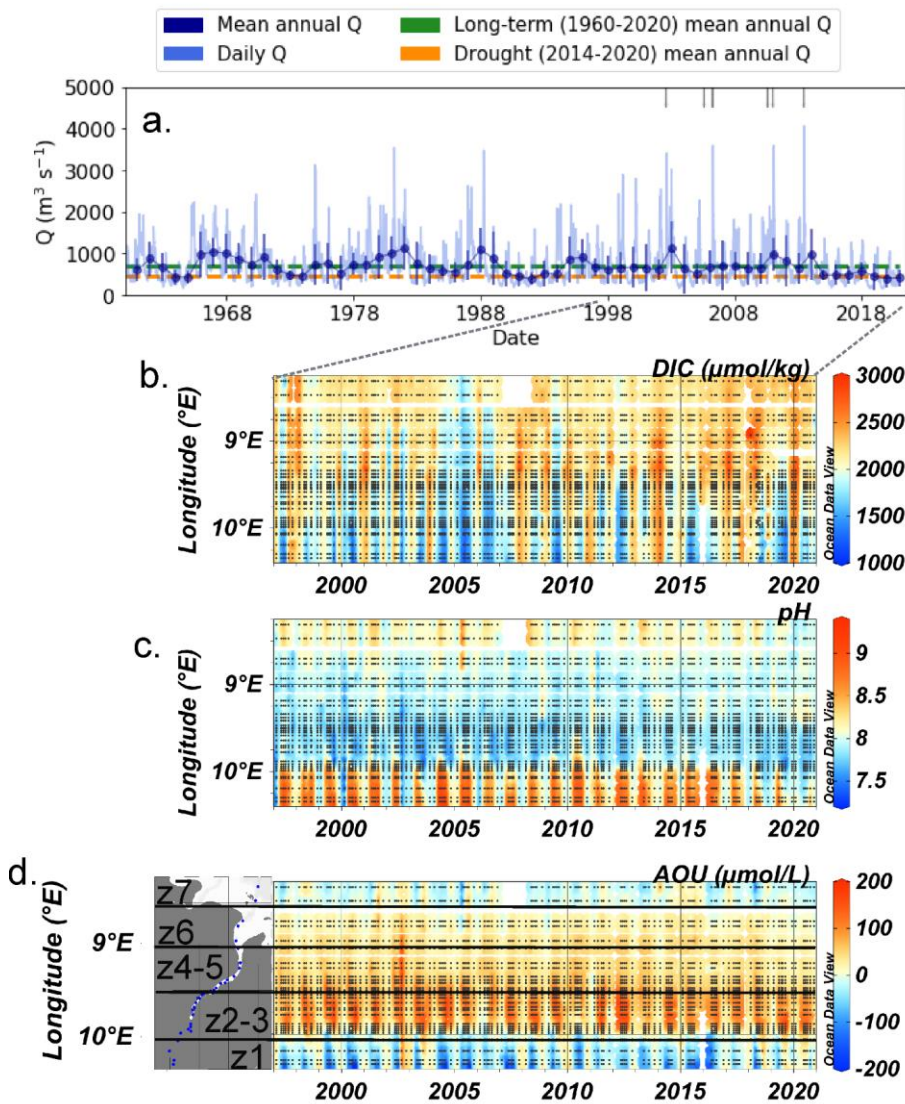 Mean annual Q
Long-term (1960-2020) mean annual Q
Daily Q
Drought (2014-2020) mean annual Q
a.
5000
4000
3000
2000
1000
0
Q (m³ s⁻¹)
1968 1978 1988 1998 2008 2018
Date
b.
DIC (μmol/kg)
Longitude (°E)
9°E
10°E
2000 2005 2010 2015 2020
3000
2500
2000
1500
1000
Ocean Data View
c.
pH
Longitude (°E)
9°E
10°E
2000 2005 2010 2015 2020
9
8.5
8
7.5
Ocean Data View
d.
AOU (μmol/L)
Longitude (°E)
9°E
10°E
z7
z6
z4-5
z2-3
z1
2000 2005 2010 2015 2020
200
100
0
-100
-200
Ocean Data View